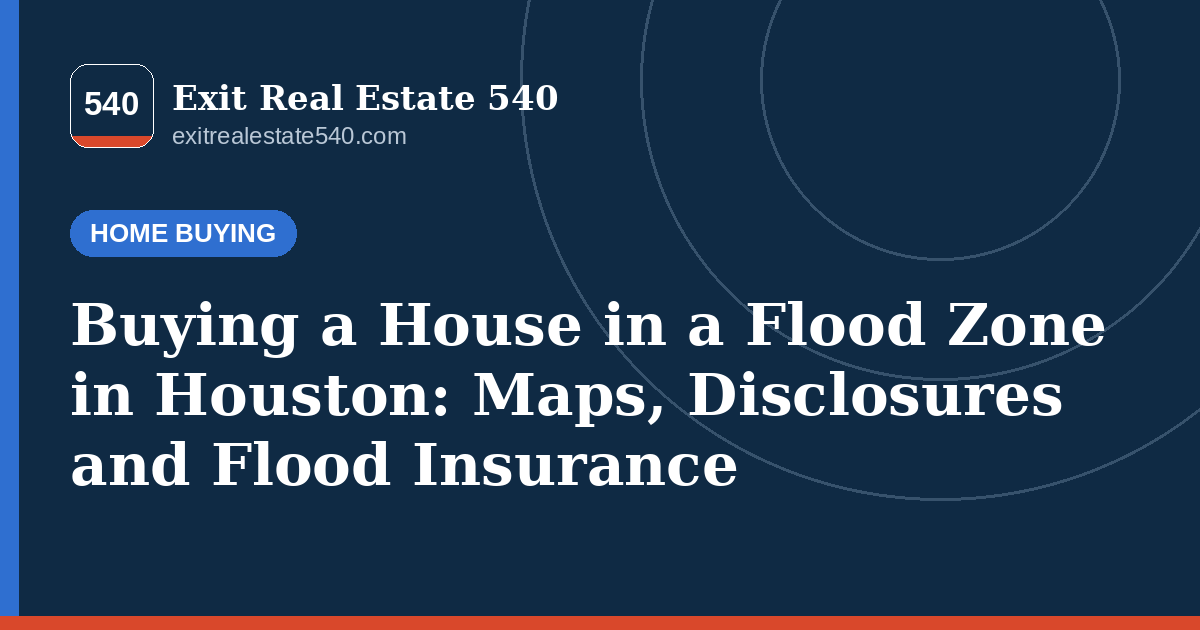 540
Exit Real Estate 540
exitrealestate540.com
HOME BUYING
Buying a House in a Flood Zone
in Houston: Maps, Disclosures
and Flood Insurance